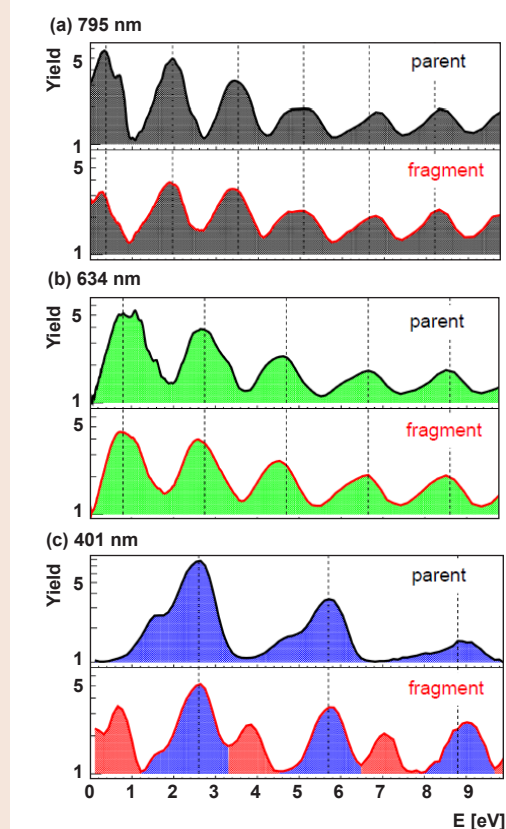 (a) 795 nm
Yield
5
parent
1
5
fragment
1
(b) 634 nm
Yield
5
parent
1
5
fragment
1
(c) 401 nm
Yield
5
parent
1
5
fragment
1
0 1 2 3 4 5 6 7 8 9
E [eV]